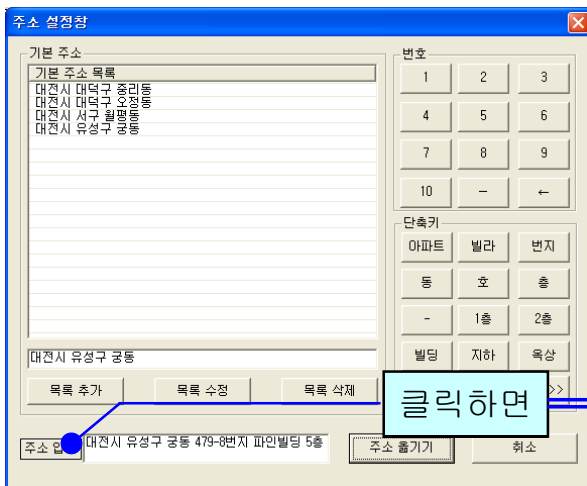 주소 설정창
기본 주소
기본 주소 목록
대전시 대덕구 중리동
대전시 대덕구 오정동
대전시 서구 월평동
대전시 유성구 궁동
대전시 유성구 궁동
목록 추가 목록 수정 목록 삭제
번호
1 2 3
4 5 6
7 8 9
10 - ←
단축키
아파트 빌라 번지
동 호 층
- 1층 2층
빌딩 지하 옥상
>>
클릭하면
주소 입
대전시 유성구 궁동 479-8번지 파인빌딩 5층
주소 옮기기 취소